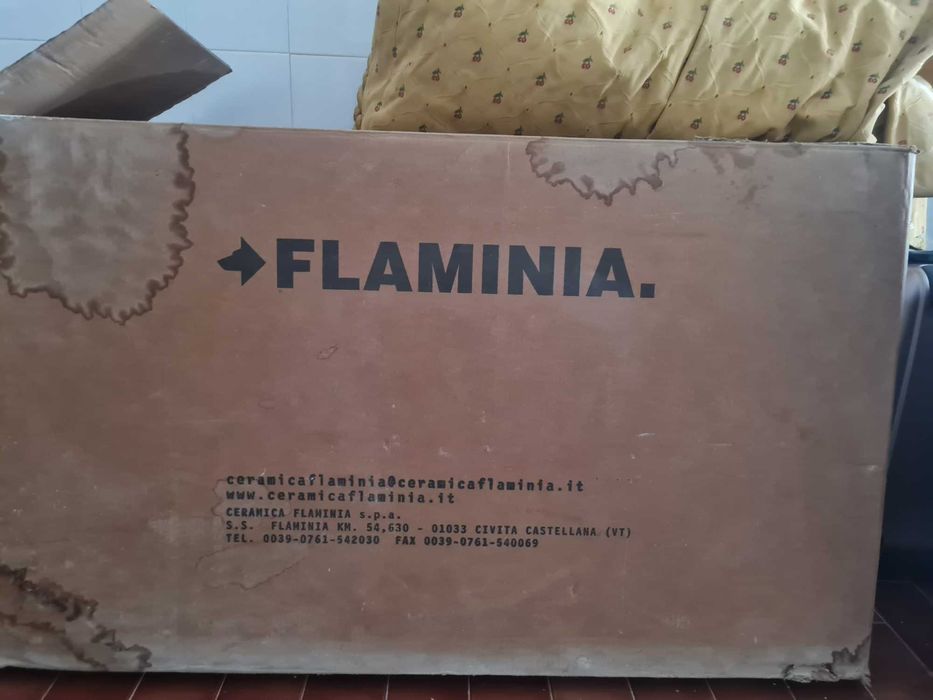 FLAMINIA.
ceramicaflaminia@ceramicaflaminia.it
www.ceramicaflaminia.it
CERAMICA FLAMINIA s.p.a.
S.S. FLAMINIA KM. 54,630 - 01033 CIVITA CASTELLANA (VT)
TEL. 0039-0761-542030 FAX 0039-0761-540069